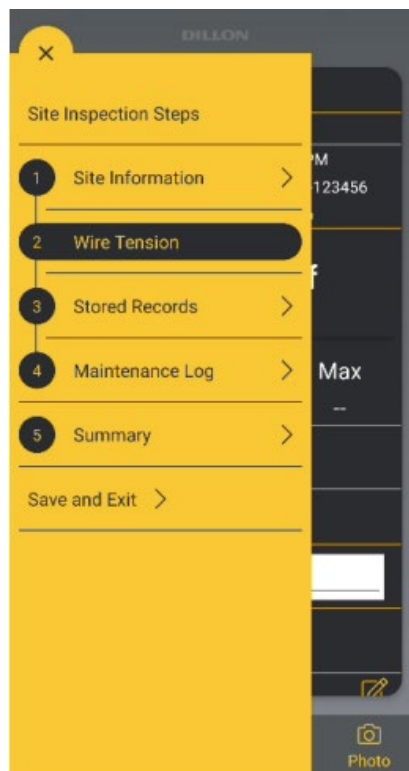 DILLON
Site Inspection Steps
1 Site Information
2 Wire Tension
3 Stored Records
4 Maintenance Log
5 Summary
Save and Exit
PM
-123456
f
Max
--
Photo